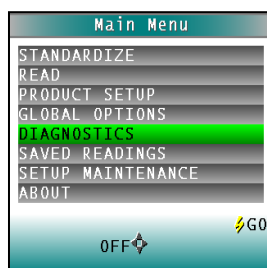 Main Menu
STANDARDIZE
READ
PRODUCT SETUP
GLOBAL OPTIONS
DIAGNOSTICS
SAVED READINGS
SETUP MAINTENANCE
ABOUT
GO
OFF